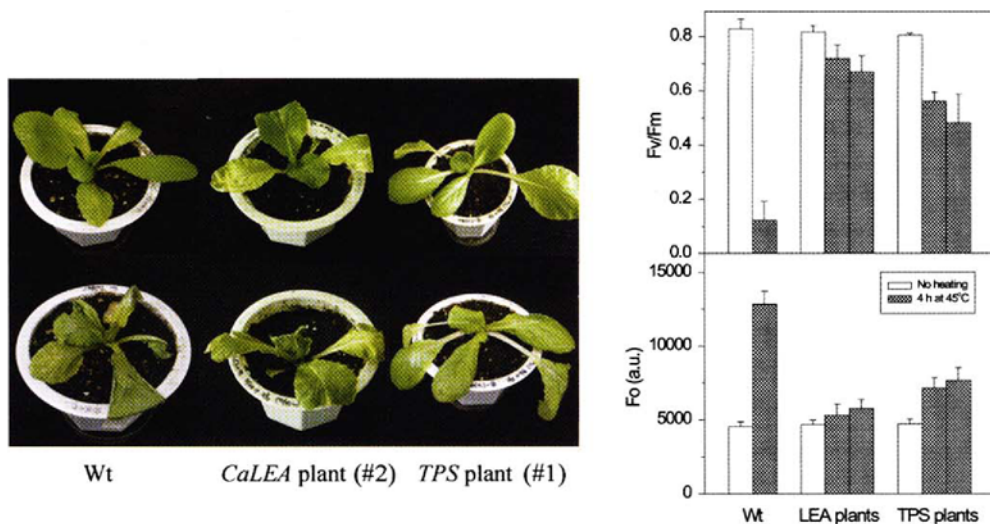 Wt
CaLEA plant (#2)
TPS plant (#1)
Fv/Fm
0.8
0.6
0.4
0.2
0.0
Fo (a.u.)
15000
10000
5000
0
No heating
4 h at 45°C
Wt
LEA plants
TPS plants